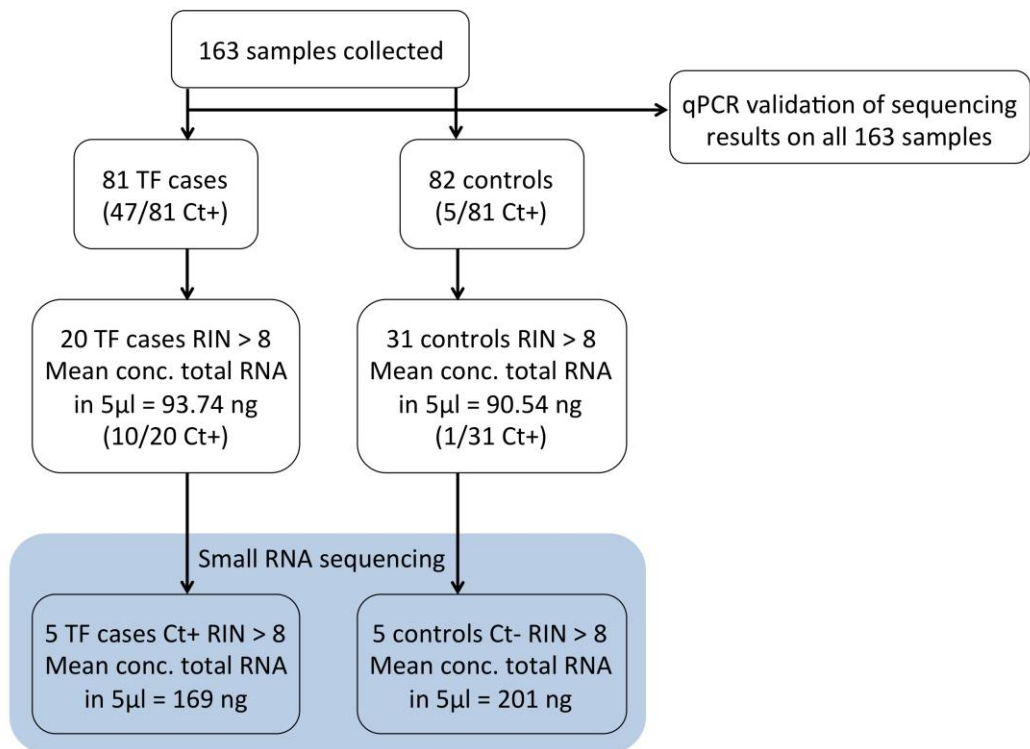 163 samples collected
qPCR validation of sequencing
results on all 163 samples
81 TF cases
(47/81 Ct+)
82 controls
(5/81 Ct+)
20 TF cases RIN > 8
Mean conc. total RNA
in 5µl = 93.74 ng
(10/20 Ct+)
31 controls RIN > 8
Mean conc. total RNA
in 5µl = 90.54 ng
(1/31 Ct+)
Small RNA sequencing
5 TF cases Ct+ RIN > 8
Mean conc. total RNA
in 5µl = 169 ng
5 controls Ct- RIN > 8
Mean conc. total RNA
in 5µl = 201 ng